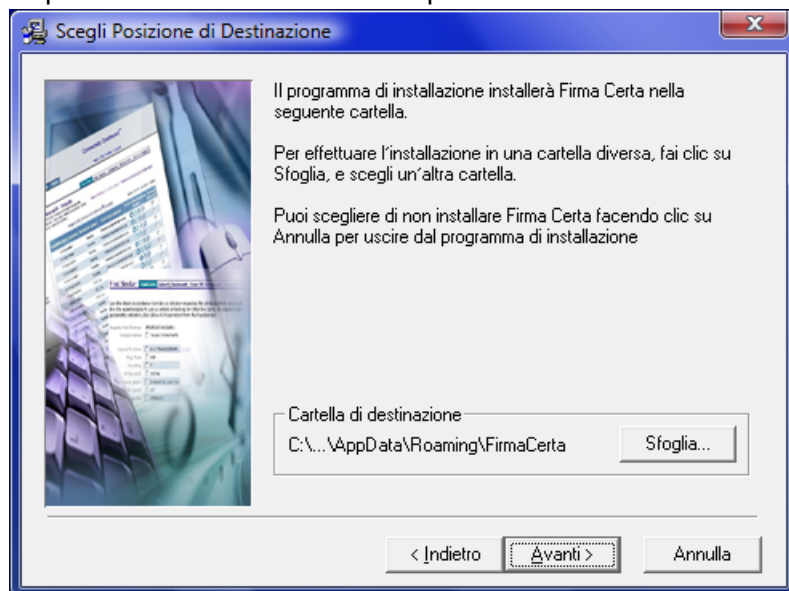 Scegli Posizione di Destinazione
Il programma di installazione installerà Firma Certa nella
seguente cartella.
Per effettuare l'installazione in una cartella diversa, fai clic su
Sfoglia, e scegli un'altra cartella.
Puoi scegliere di non installare Firma Certa facendo clic su
Annulla per uscire dal programma di installazione
Cartella di destinazione
C:\...\AppData\Roaming\FirmaCerta
Sfoglia...
< Indietro
Avanti >
Annulla